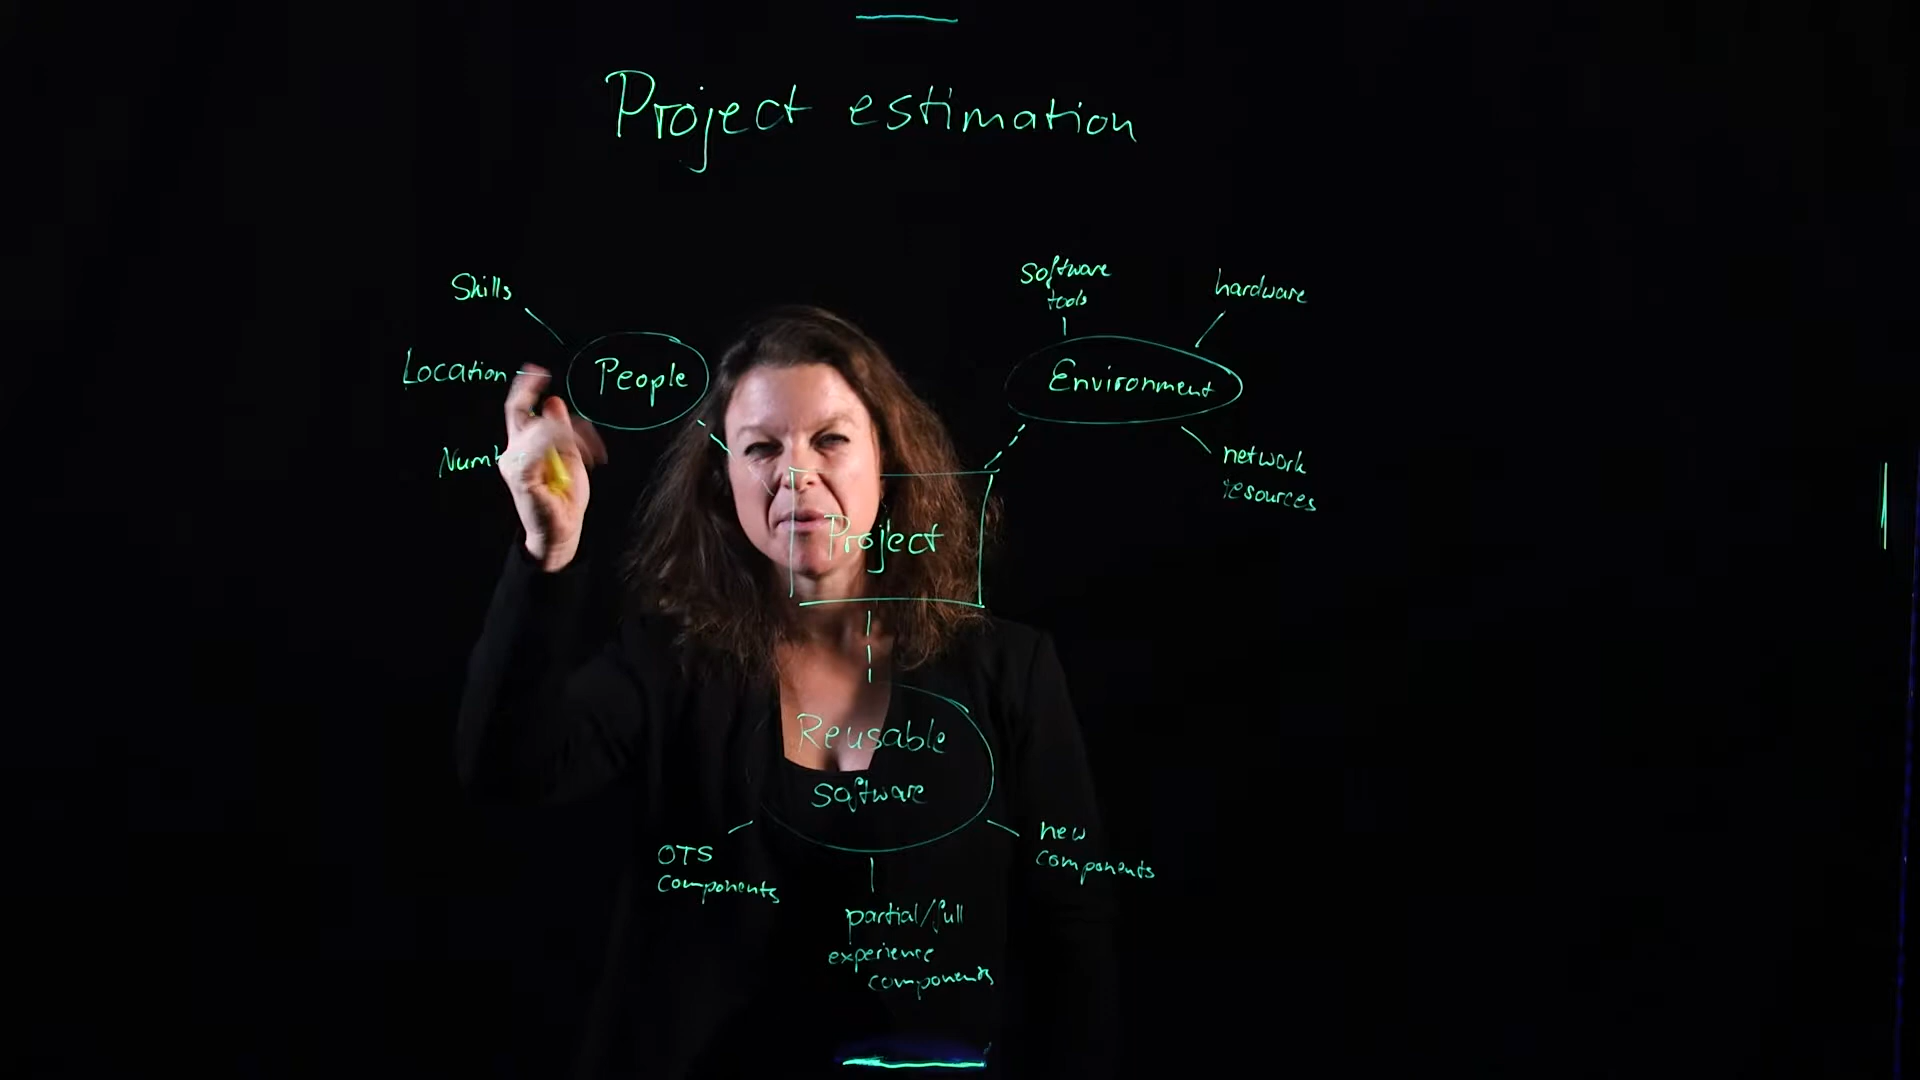 Project estimation
Skills
Location
People
Software
tools
hardware
Environment
network
resources
Project
Reusable
software
OTS
components
new
components
partial/full
experience
components